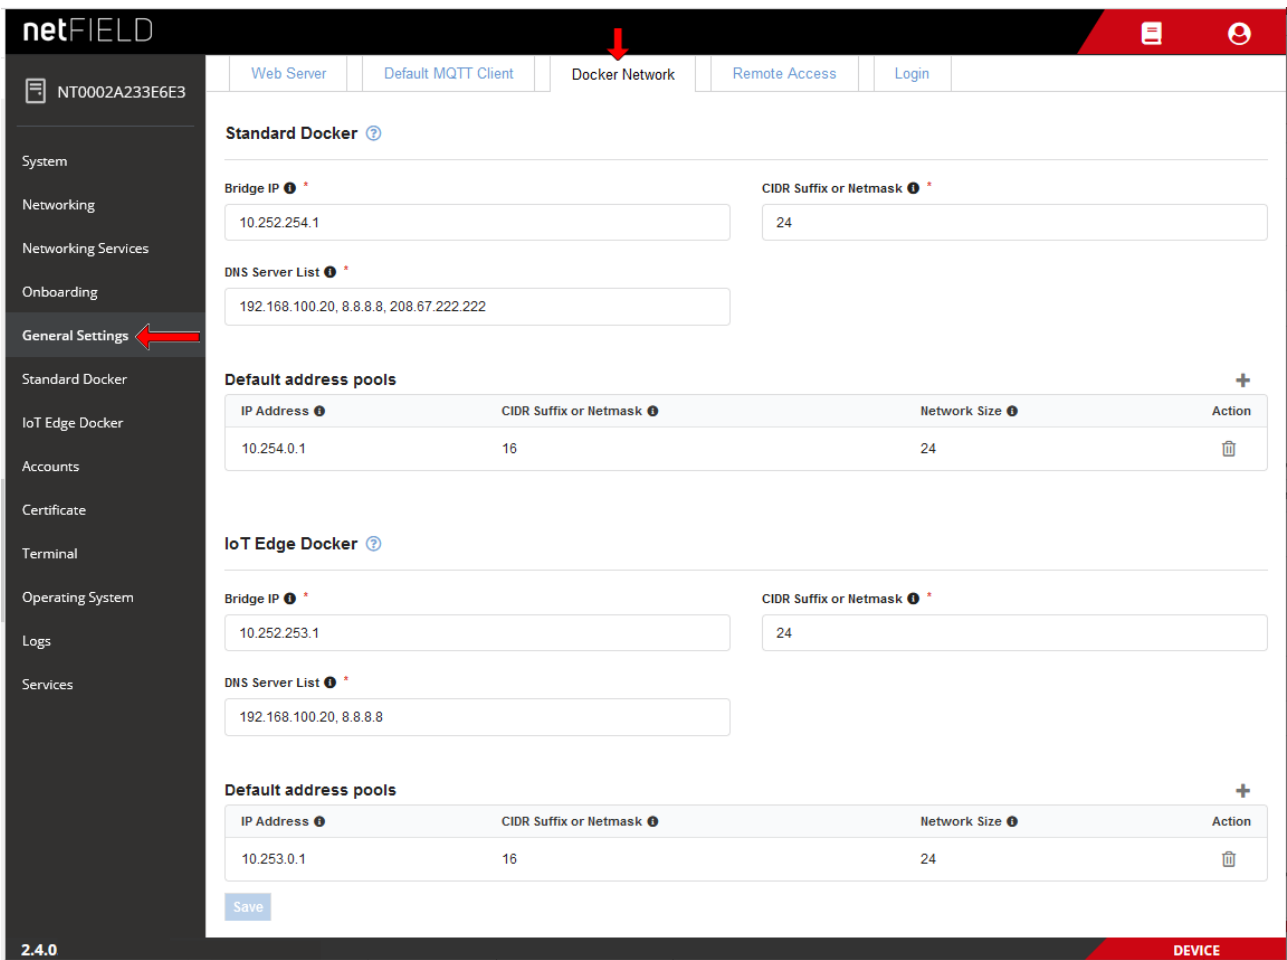 netFIELD
Web Server Default MQTT Client Docker Network Remote Access Login
NT0002A233E6E3
System
Networking
Networking Services
Onboarding
General Settings
Standard Docker
IoT Edge Docker
Accounts
Certificate
Terminal
Operating System
Logs
Services
Standard Docker ?
Bridge IP * CIDR Suffix or Netmask *
10.252.254.1 24
DNS Server List *
192.168.100.20, 8.8.8.8, 208.67.222.222
Default address pools +
IP Address CIDR Suffix or Netmask Network Size Action
10.254.0.1 16 24
IoT Edge Docker ?
Bridge IP * CIDR Suffix or Netmask *
10.252.253.1 24
DNS Server List *
192.168.100.20, 8.8.8.8
Default address pools +
IP Address CIDR Suffix or Netmask Network Size Action
10.253.0.1 16 24
Save
2.4.0 DEVICE